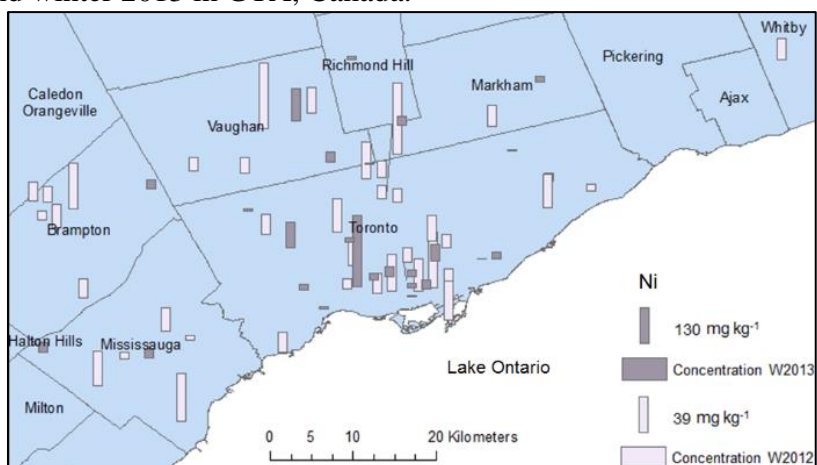 nd winter 2013 in GTA, Canada.
Whitby
Richmond Hill
Pickering
Markham
Caledon
Orangeville
Ajax
Vaughan
Brampton
Toronto
Ni
130 mg kg-1
Halton Hills
Mississauga
Lake Ontario
Concentration W2013
Milton
39 mg kg-1
0 5 10 20 Kilometers
Concentration W2012